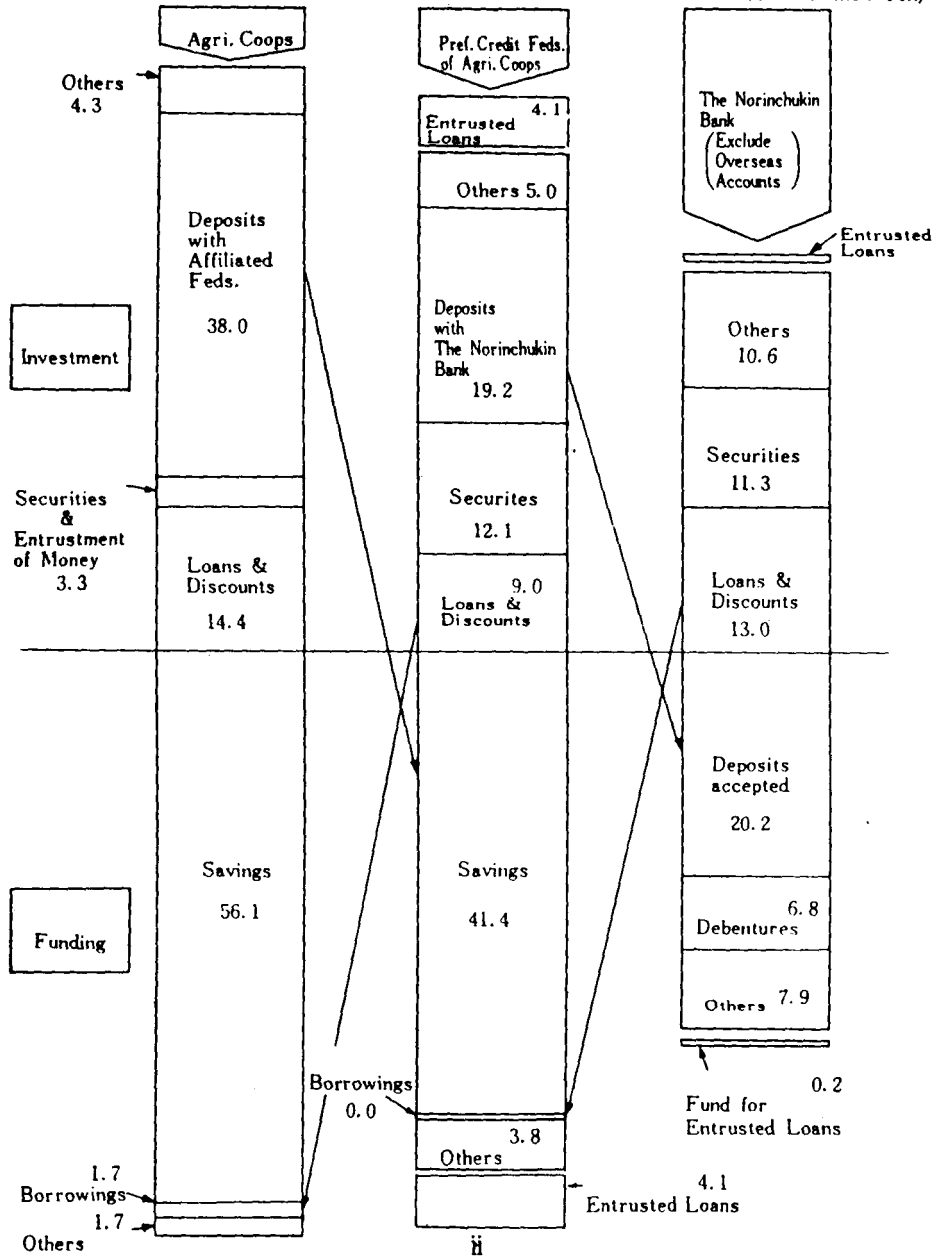 Agri. Coops
Others
4.3
Deposits
with
Affiliated
Feds.
38.0
Investment
Securities
&
Entrustment
of Money
3.3
Loans &
Discounts
14.4
Savings
56.1
Funding
1.7
Borrowings
1.7
Others
Pref. Credit Feds.
of Agri. Coops
4.1
Entrusted
Loans
Others 5.0
Deposits
with
The Norinchukin
Bank
19.2
Securites
12.1
9.0
Loans &
Discounts
Savings
41.4
Borrowings
0.0
3.8
Others
4.1
Entrusted Loans
The Norinchukin
Bank
(Exclude
Overseas
Accounts)
Entrusted
Loans
Others
10.6
Securities
11.3
Loans &
Discounts
13.0
Deposits
accepted
20.2
6.8
Debentures
Others 7.9
0.2
Fund for
Entrusted Loans
ii